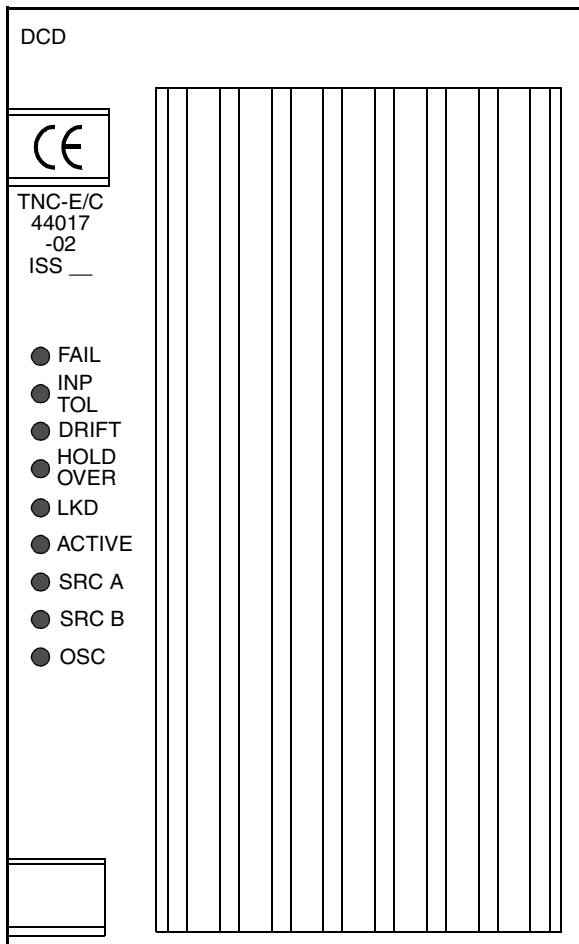 DCD
CE
TNC-E/C
44017
-02
ISS __
FAIL
INP
TOL
DRIFT
HOLD
OVER
LKD
ACTIVE
SRC A
SRC B
OSC